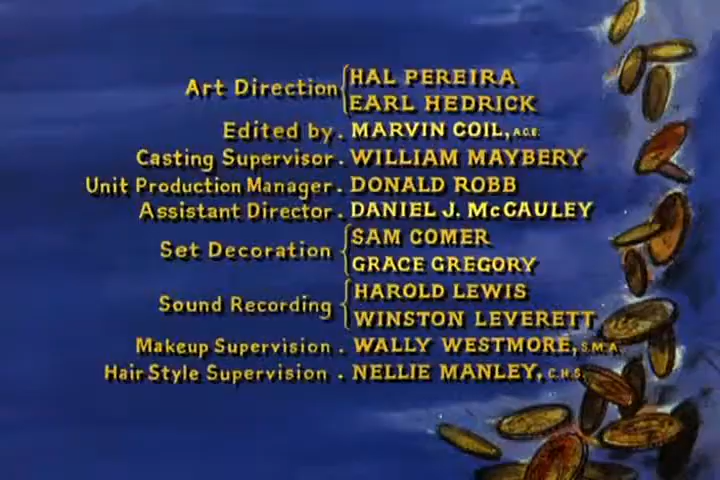 Art Direction { HAL PEREIRA
EARL HEDRICK
Edited by . MARVIN COIL, A.C.E.
Casting Supervisor . WILLIAM MAYBERY
Unit Production Manager . DONALD ROBB
Assistant Director . DANIEL J. McCAULEY
Set Decoration { SAM COMER
GRACE GREGORY
Sound Recording { HAROLD LEWIS
WINSTON LEVERETT
Makeup Supervision . WALLY WESTMORE, S.M.A.
Hair Style Supervision . NELLIE MANLEY, C.H.S.